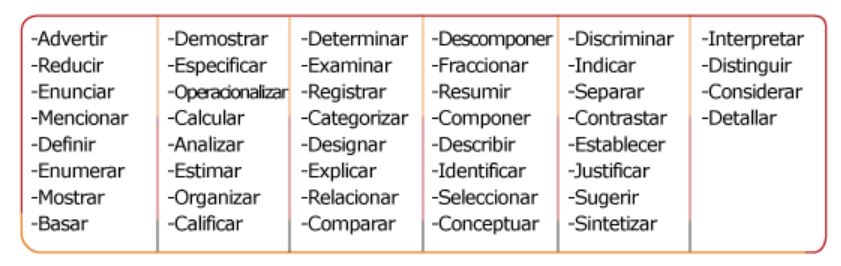 -Advertir -Demostrar -Determinar -Descomponer -Discriminar -Interpretar
-Reducir -Especificar -Examinar -Fraccionar -Indicar -Distinguir
-Enunciar -Operacionalizar -Registrar -Resumir -Separar -Considerar
-Mencionar -Calcular -Categorizar -Componer -Contrastar -Detallar
-Definir -Analizar -Designar -Describir -Establecer
-Enumerar -Estimar -Explicar -Identificar -Justificar
-Mostrar -Organizar -Relacionar -Seleccionar -Sugerir
-Basar -Calificar -Comparar -Conceptuar -Sintetizar